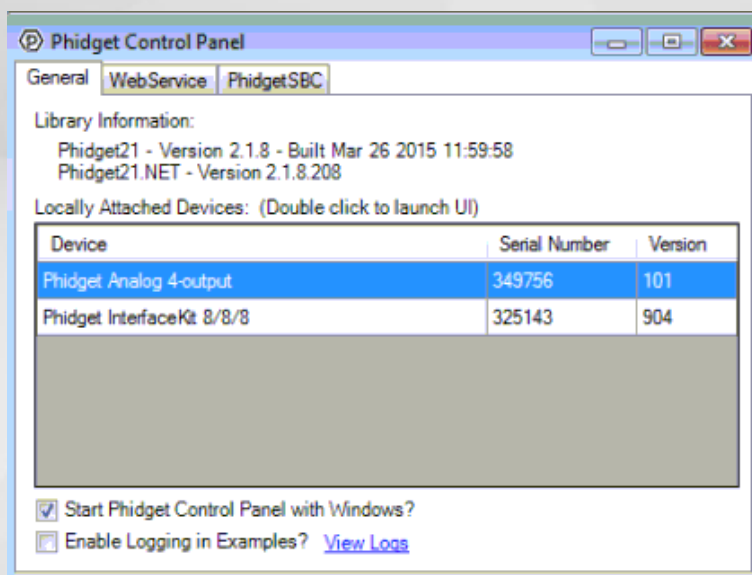 Phidget Control Panel
General WebService PhidgetSBC
Library Information:
Phidget21 - Version 2.1.8 - Built Mar 26 2015 11:59:58
Phidget21.NET - Version 2.1.8.208
Locally Attached Devices: (Double click to launch UI)
Device Serial Number Version
Phidget Analog 4-output 349756 101
Phidget InterfaceKit 8/8/8 325143 904
Start Phidget Control Panel with Windows?
Enable Logging in Examples? View Logs